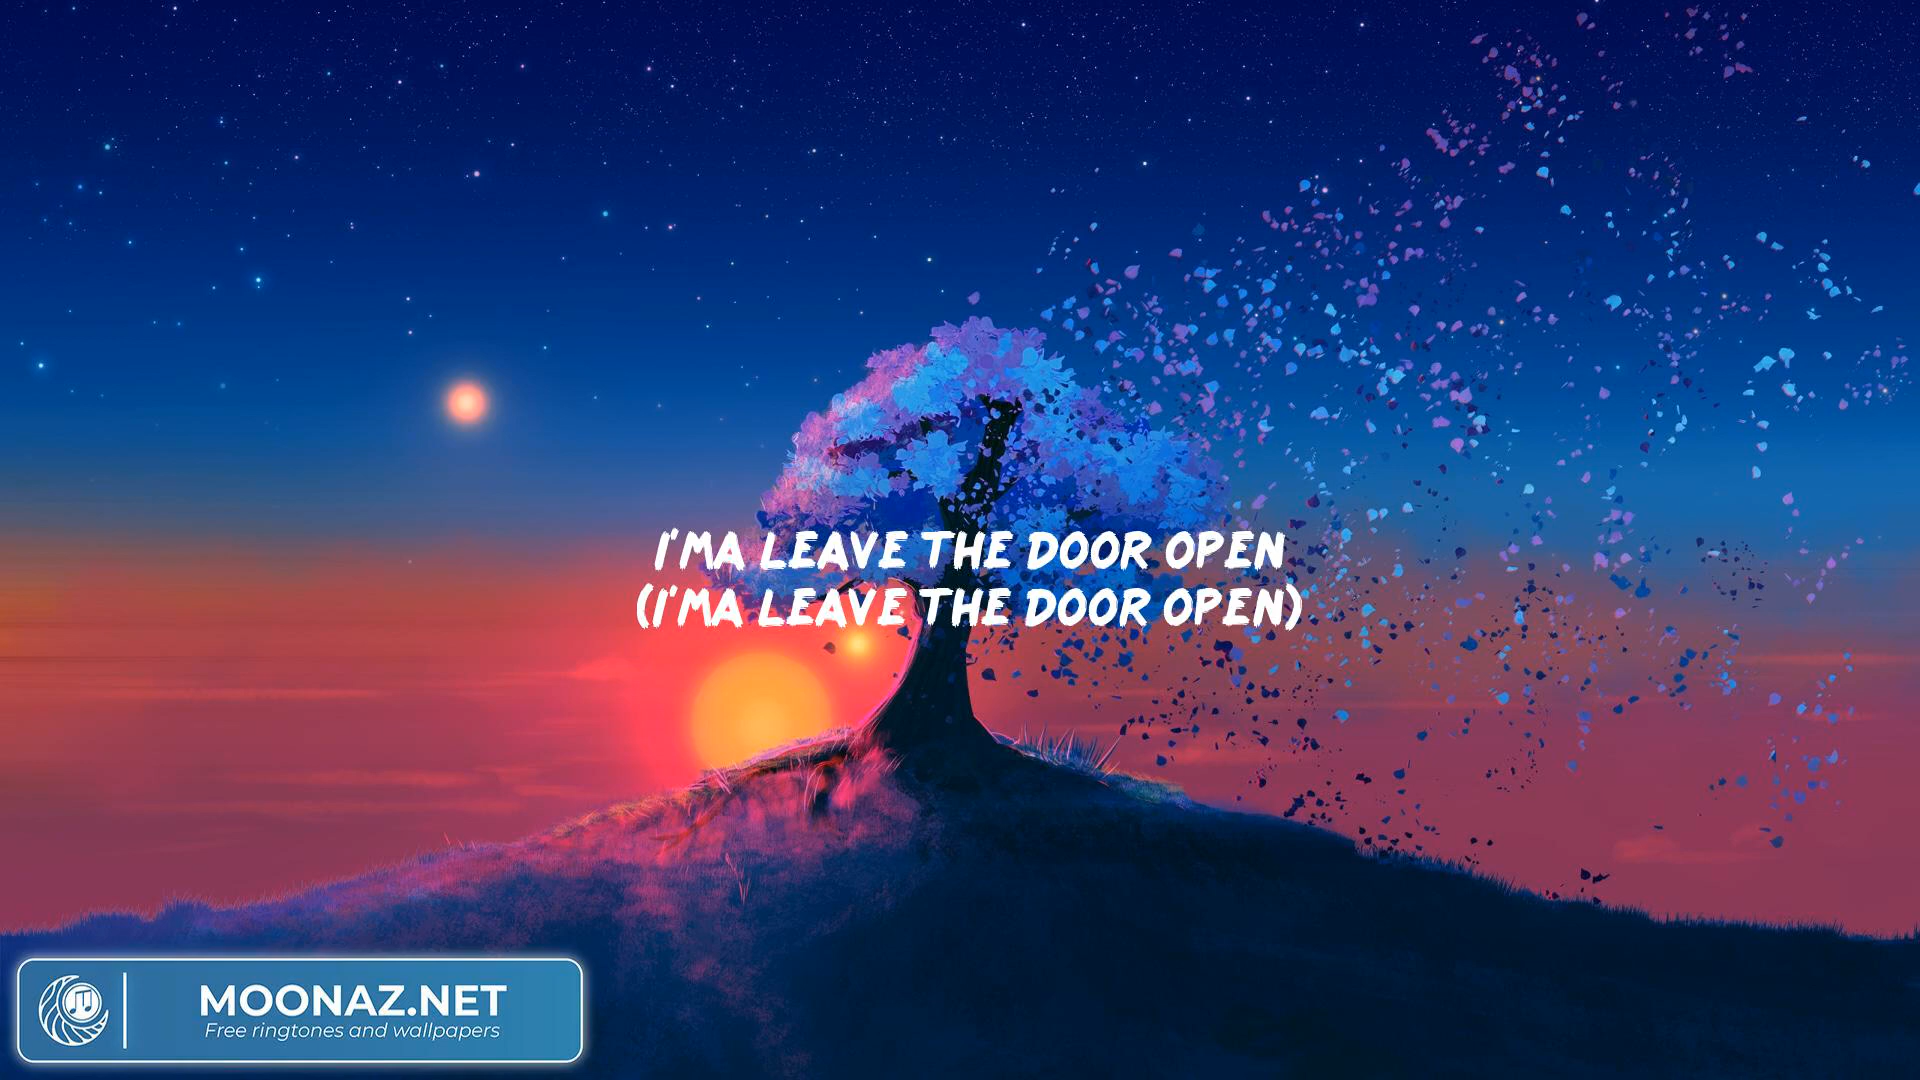 I'MA LEAVE THE DOOR OPEN
(I'MA LEAVE THE DOOR OPEN)
MOONAZ.NET
Free ringtones and wallpapers